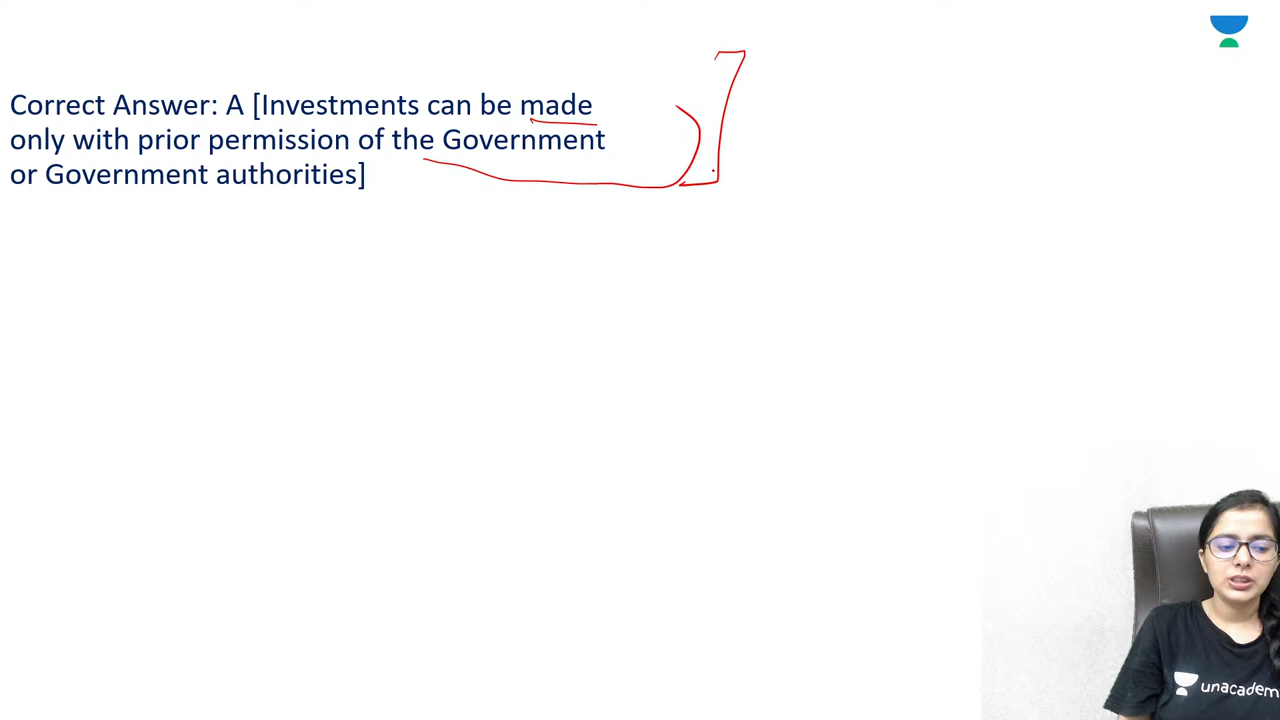 Correct Answer: A [Investments can be made
only with prior permission of the Government
or Government authorities]
unacadem